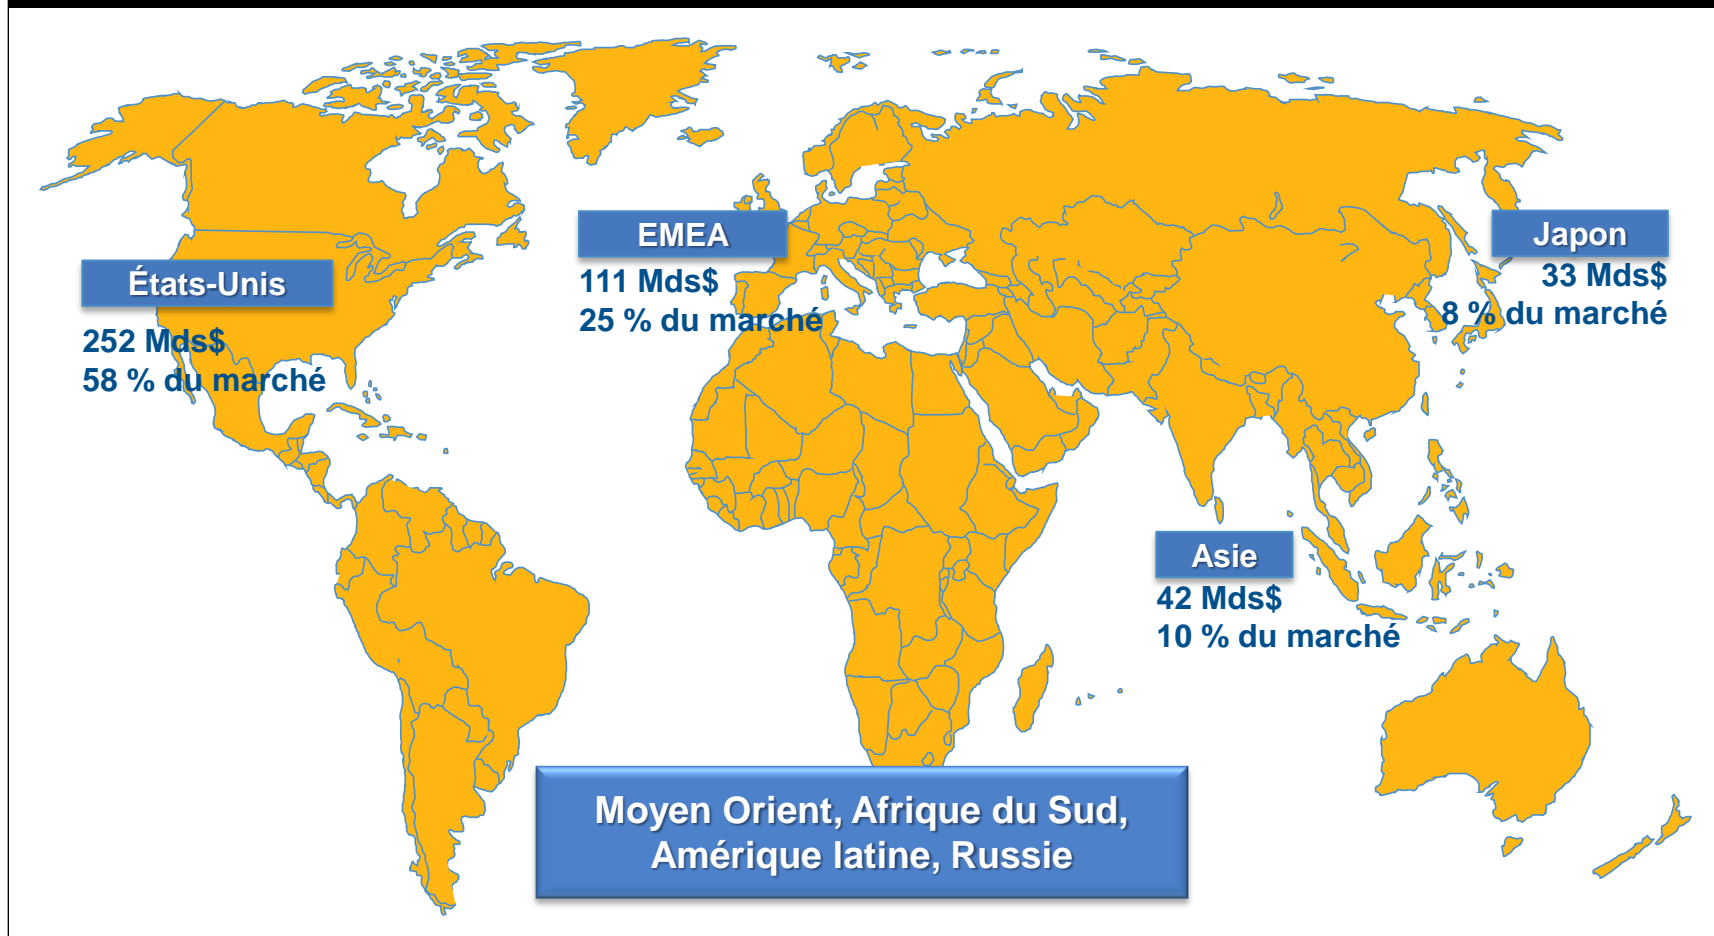 États-Unis
252 Mds$
58 % du marché
EMEA
111 Mds$
25 % du marché
Japon
33 Mds$
8 % du marché
Asie
42 Mds$
10 % du marché
Moyen Orient, Afrique du Sud,
Amérique latine, Russie